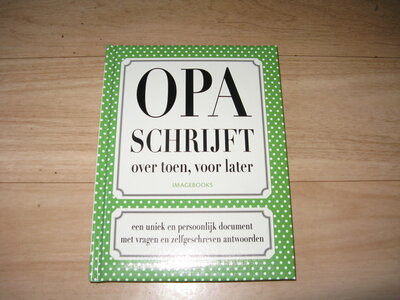 OPA
SCHRIJFT
over toen, voor later
IMAGEBOOKS
een uniek en persoonlijk document
met vragen en zelfgeschreven antwoorden